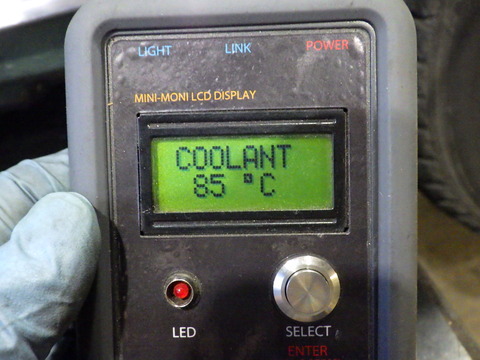 LIGHT LINK POWER
MINI-MONI LCD DISPLAY
COOLANT
85 °C
LED SELECT
ENTER